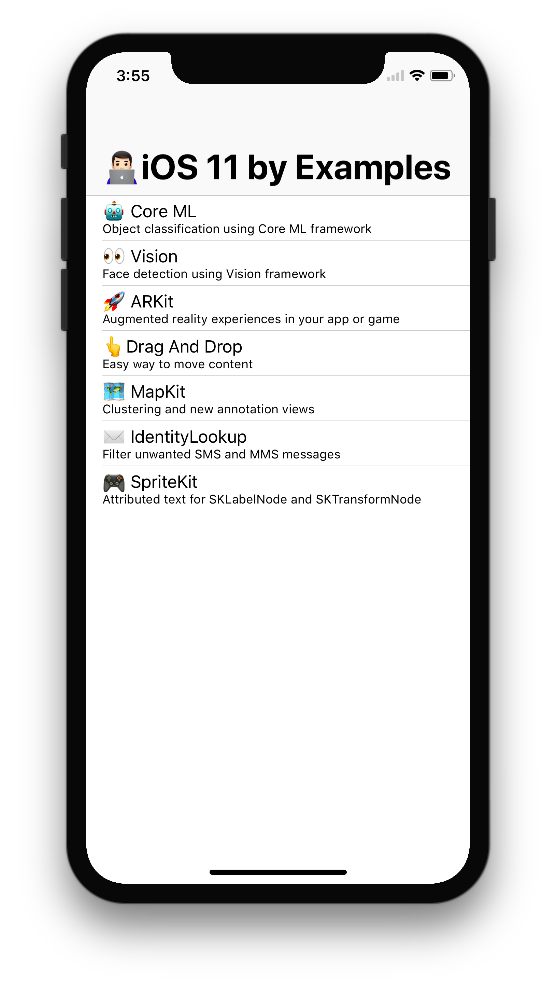 3:55
👨🏻‍💻iOS 11 by Examples
🤖 Core ML
Object classification using Core ML framework
👀 Vision
Face detection using Vision framework
🚀 ARKit
Augmented reality experiences in your app or game
👆 Drag And Drop
Easy way to move content
🗺 MapKit
Clustering and new annotation views
✉️ IdentityLookup
Filter unwanted SMS and MMS messages
🎮 SpriteKit
Attributed text for SKLabelNode and SKTransformNode